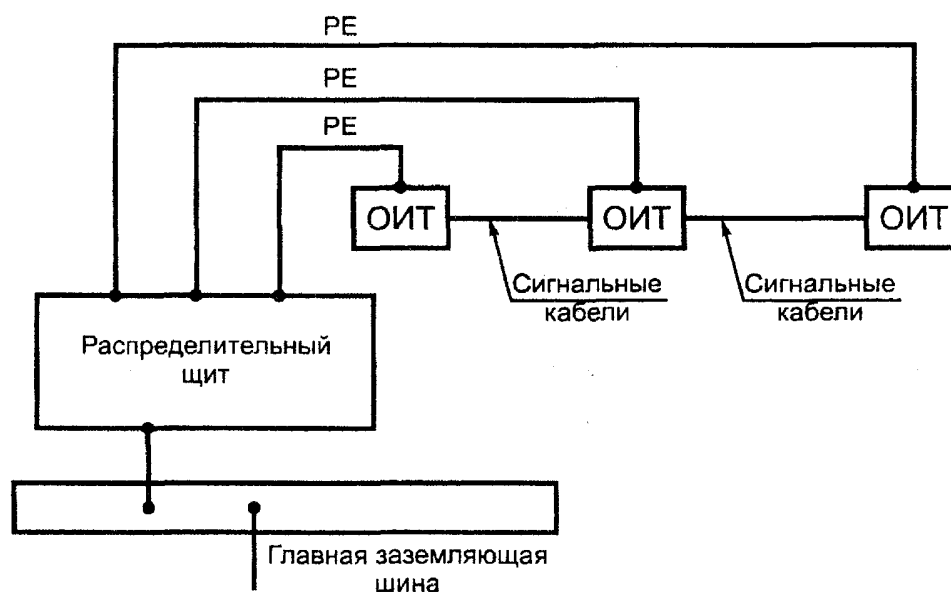 PE
PE
PE
ОИТ
ОИТ
ОИТ
Сигнальные
кабели
Сигнальные
кабели
Распределительный
щит
Главная заземляющая
шина